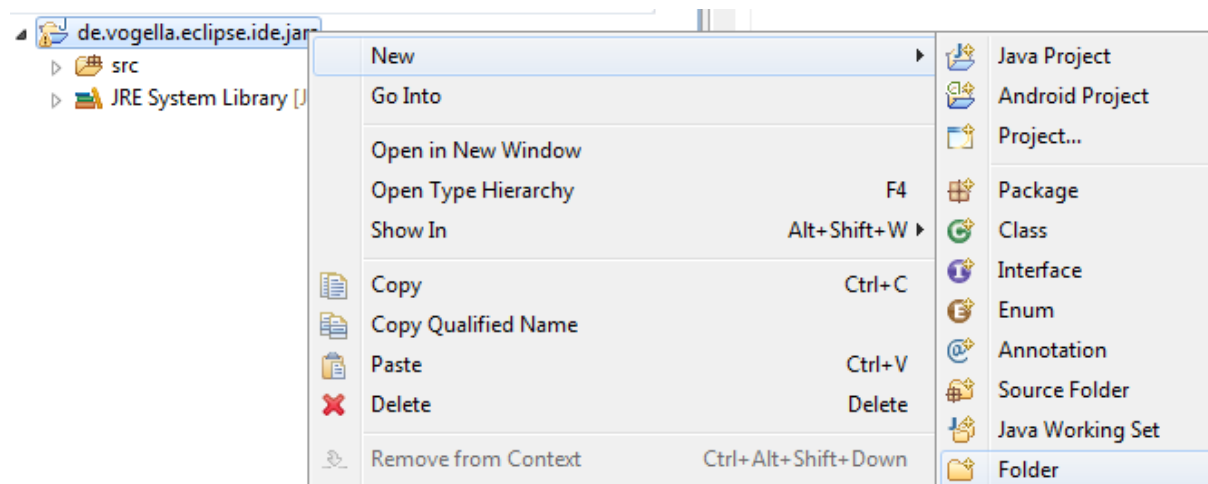 de.vogella.eclipse.ide.jam
src
JRE System Library [J
New
Go Into
Open in New Window
Open Type Hierarchy F4
Show In Alt+Shift+W
Copy Ctrl+C
Copy Qualified Name
Paste Ctrl+V
Delete Delete
Remove from Context Ctrl+Alt+Shift+Down
Java Project
Android Project
Project...
Package
Class
Interface
Enum
Annotation
Source Folder
Java Working Set
Folder